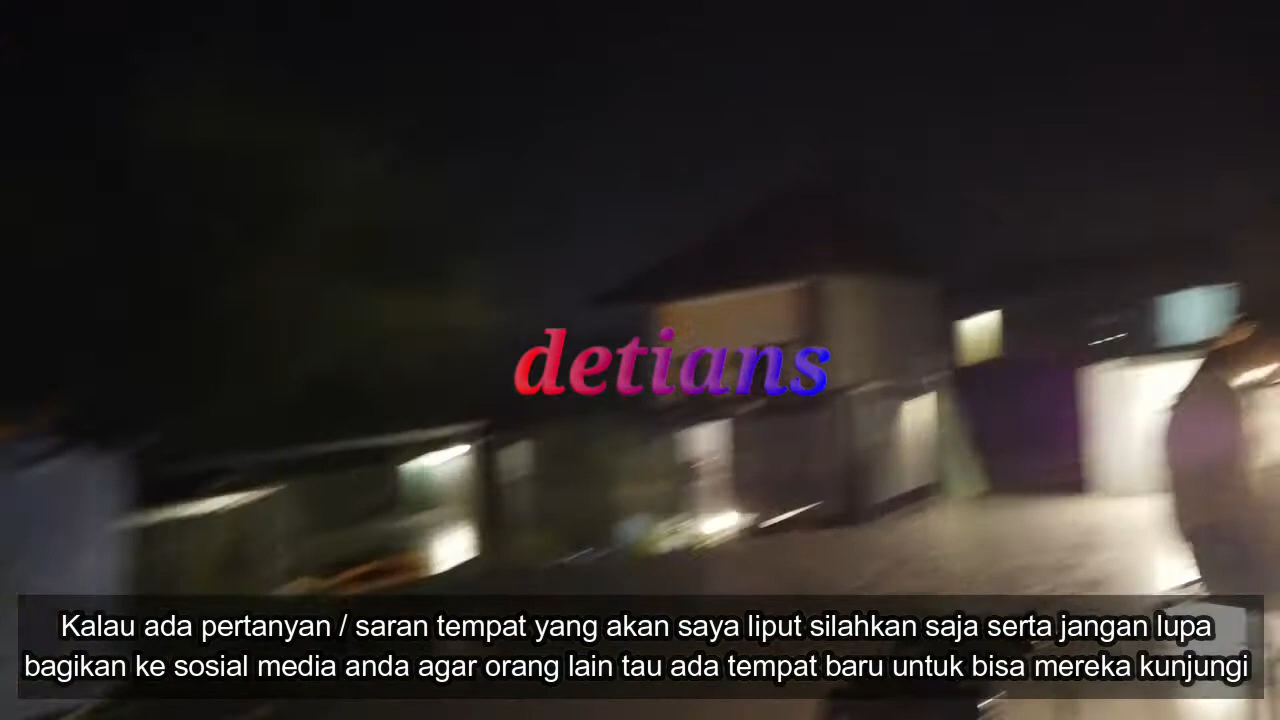 detians
Kalau ada pertanyan / saran tempat yang akan saya liput silahkan saja serta jangan lupa
bagikan ke sosial media anda agar orang lain tau ada tempat baru untuk bisa mereka kunjungi